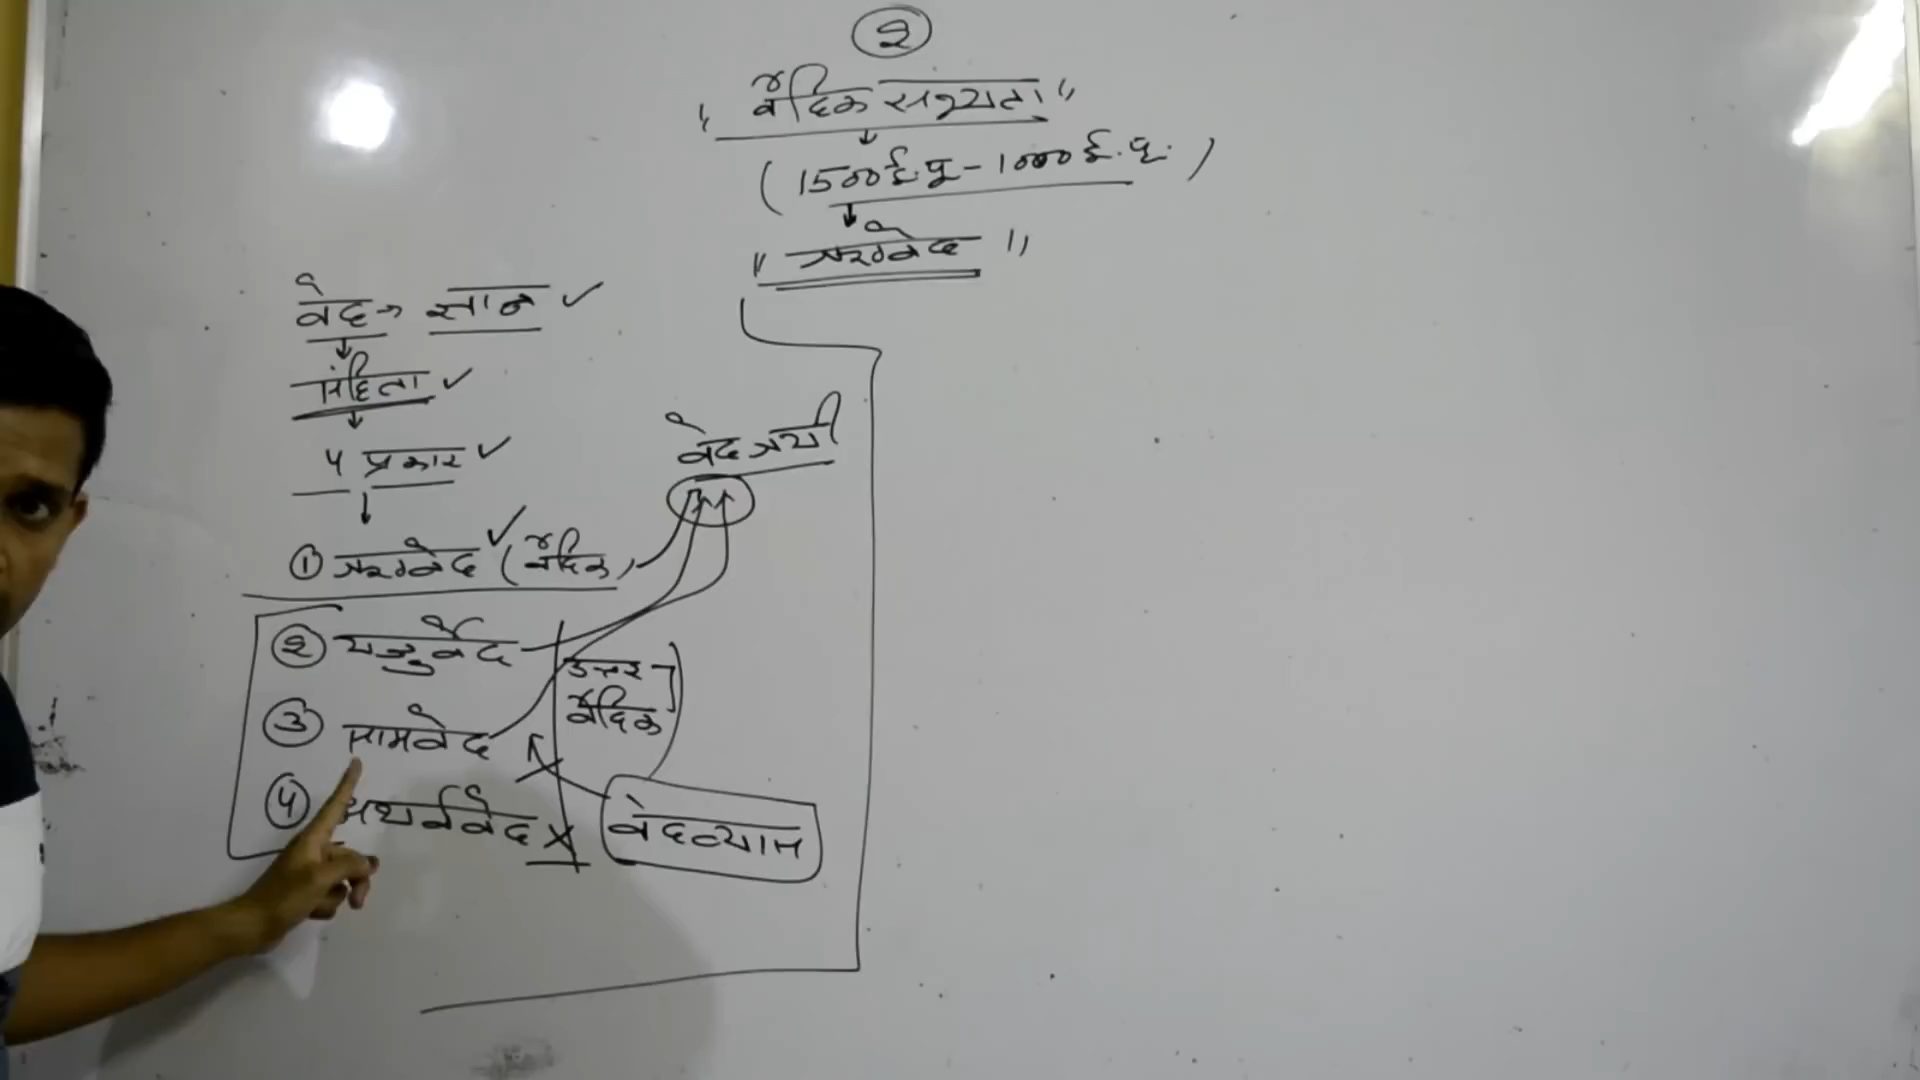 २
" वैदिक सभ्यता "
( 1500 ई.पू - 1000 ई.पू. )
" ऋग्वेद "
वेद → ज्ञान ✓
संहिता ✓
4 प्रकार ✓
वेदत्रयी
① ऋग्वेद ✓ (वैदिक)
② यजुर्वेद
③ सामवेद
④ अथर्ववेद ×
उत्तर
वैदिक
वेदव्यास